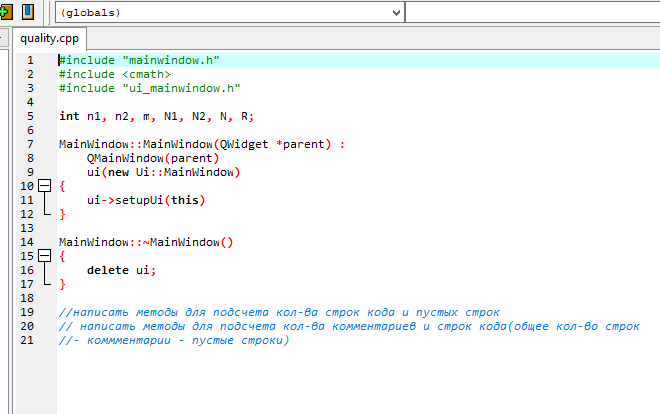 (globals)
quality.cpp
1 #include "mainwindow.h"
2 #include <cmath>
3 #include "ui_mainwindow.h"
4
5 int n1, n2, m, N1, N2, N, R;
6
7 MainWindow::MainWindow(QWidget *parent) :
8     QMainWindow(parent)
9     ui(new Ui::MainWindow)
10 {
11     ui->setupUi(this)
12 }
13
14 MainWindow::~MainWindow()
15 {
16     delete ui;
17 }
18
19 //написать методы для подсчета кол-ва строк кода и пустых строк
20 // написать методы для подсчета кол-ва комментариев и строк кода(общее кол-во строк
21 //- коммментарии - пустые строки)